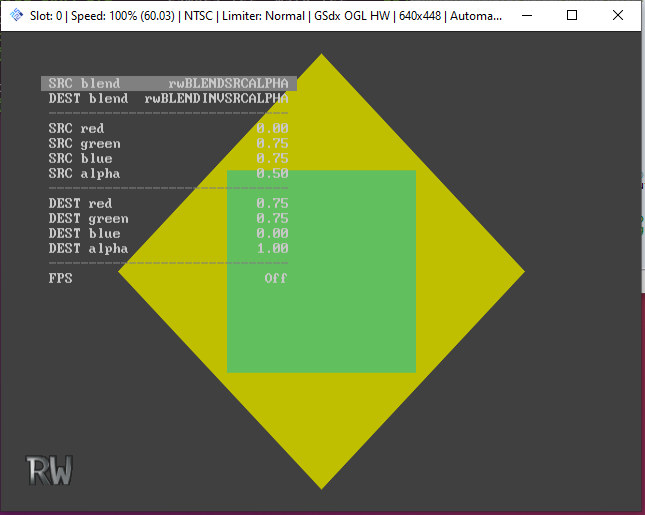 Slot: 0 | Speed: 100% (60.03) | NTSC | Limiter: Normal | GSdx OGL HW | 640x448 | Automa...
SRC blend rwBLENDSRCALPHA
DEST blend rwBLENDINVSRCALPHA
------------------------------
SRC red 0.00
SRC green 0.75
SRC blue 0.75
SRC alpha 0.50
------------------------------
DEST red 0.75
DEST green 0.75
DEST blue 0.00
DEST alpha 1.00
------------------------------
FPS Off
RW